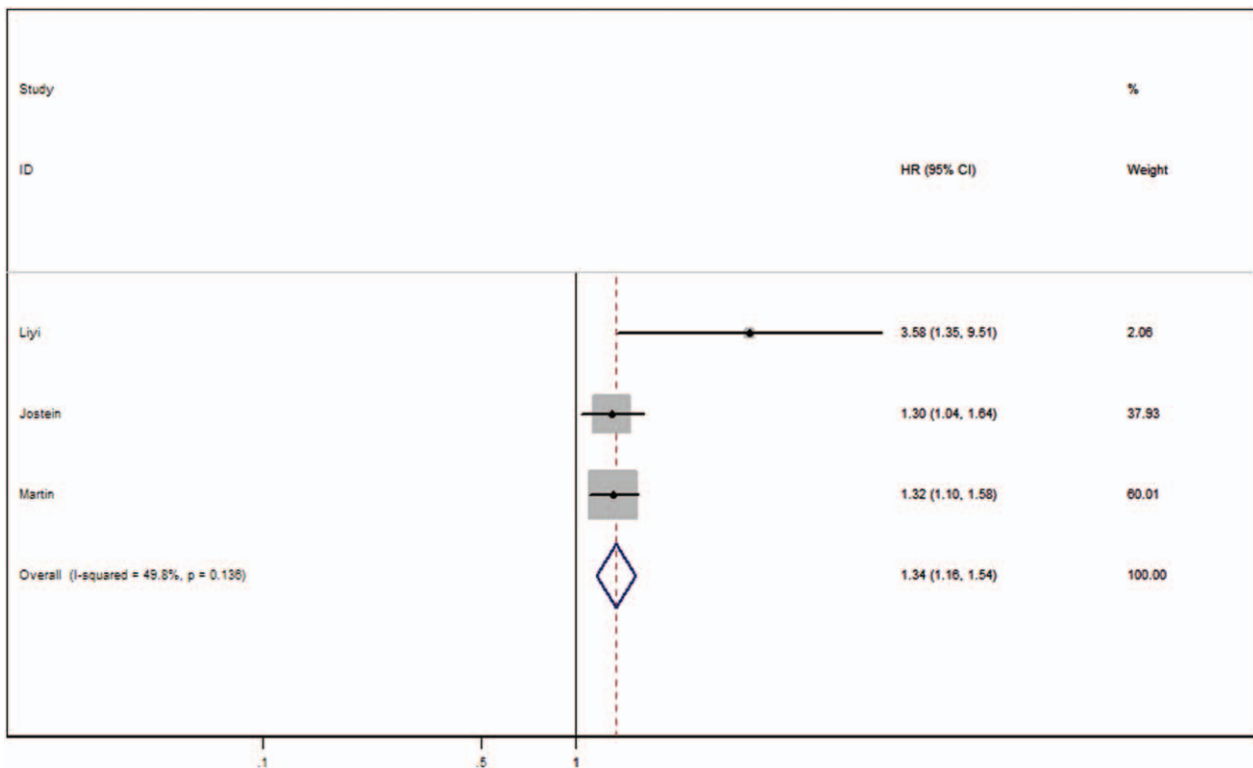 Study %
ID HR (95% CI) Weight
Liyi 3.58 (1.35, 9.51) 2.06
Jostein 1.30 (1.04, 1.64) 37.93
Martin 1.32 (1.10, 1.58) 60.01
Overall (I-squared = 49.8%, p = 0.136) 1.34 (1.16, 1.54) 100.00
.1 .5 1